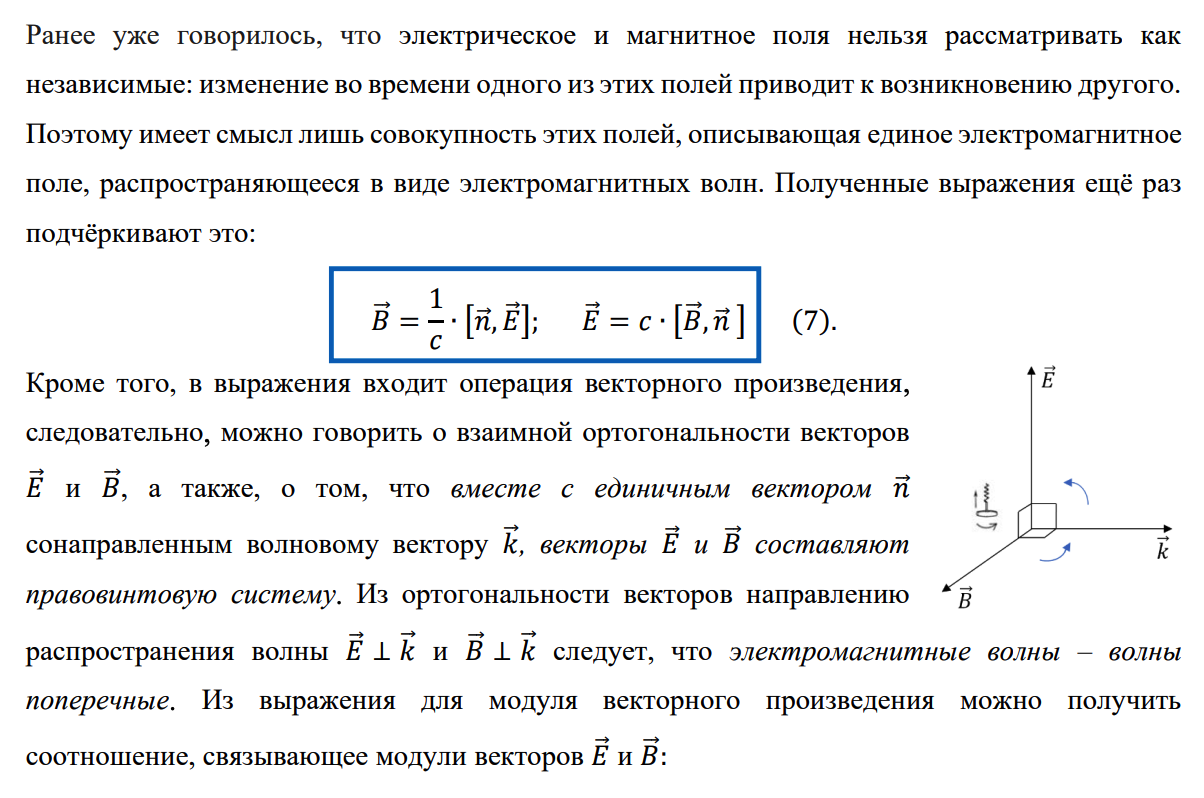 Ранее уже говорилось, что электрическое и магнитное поля нельзя рассматривать как
независимые: изменение во времени одного из этих полей приводит к возникновению другого.
Поэтому имеет смысл лишь совокупность этих полей, описывающая единое электромагнитное
поле, распространяющееся в виде электромагнитных волн. Полученные выражения ещё раз
подчёркивают это:
$\vec{B} = \frac{1}{c} \cdot [\vec{n}, \vec{E}]; \quad \vec{E} = c \cdot [\vec{B}, \vec{n}]$ (7).
Кроме того, в выражения входит операция векторного произведения,
следовательно, можно говорить о взаимной ортогональности векторов
$\vec{E}$ и $\vec{B}$, а также, о том, что вместе с единичным вектором $\vec{n}$
сонаправленным волновому вектору $\vec{k}$, векторы $\vec{E}$ и $\vec{B}$ составляют
правовинтовую систему. Из ортогональности векторов направлению
распространения волны $\vec{E} \perp \vec{k}$ и $\vec{B} \perp \vec{k}$ следует, что электромагнитные волны – волны
поперечные. Из выражения для модуля векторного произведения можно получить
соотношение, связывающее модули векторов $\vec{E}$ и $\vec{B}$:
$\vec{E}$
$\vec{k}$
$\vec{B}$